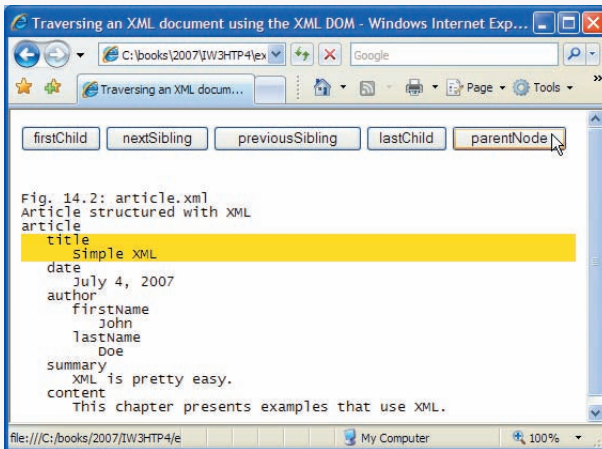 Traversing an XML document using the XML DOM - Windows Internet Exp...
C:\books\2007\IW3HTP4\ex
Google
Traversing an XML docum...
Page
Tools
»
firstChild
nextSibling
previousSibling
lastChild
parentNode
Fig. 14.2: article.xml
Article structured with XML
article
title
Simple XML
date
July 4, 2007
author
firstName
John
lastName
Doe
summary
XML is pretty easy.
content
This chapter presents examples that use XML.
file:///C:/books/2007/IW3HTP4/e
My Computer
100%